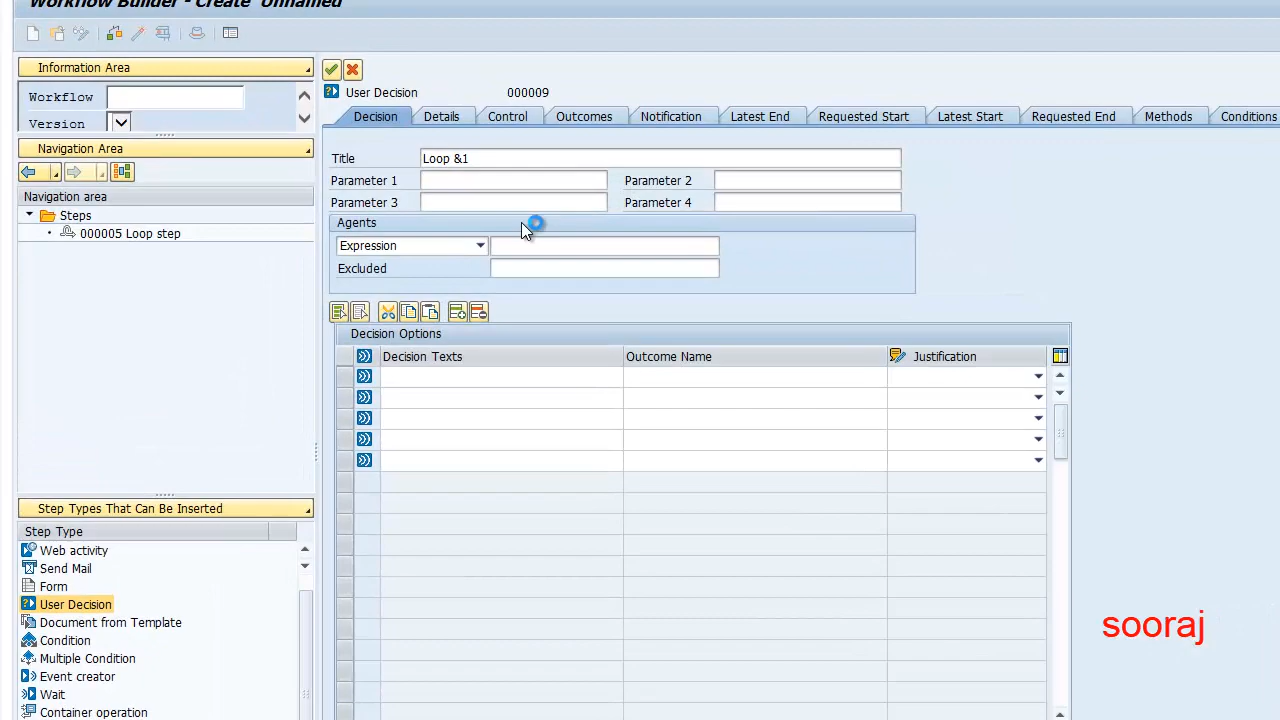 Workflow Builder - Create 'Unnamed'
Information Area
Workflow
Version
Navigation Area
Navigation area
Steps
000005 Loop step
Step Types That Can Be Inserted
Step Type
Web activity
Send Mail
Form
User Decision
Document from Template
Condition
Multiple Condition
Event creator
Wait
Container operation
User Decision 000009
Decision Details Control Outcomes Notification Latest End Requested Start Latest Start Requested End Methods Conditions
Title Loop &1
Parameter 1 Parameter 2
Parameter 3 Parameter 4
Agents
Expression
Excluded
Decision Options
Decision Texts Outcome Name Justification
sooraj